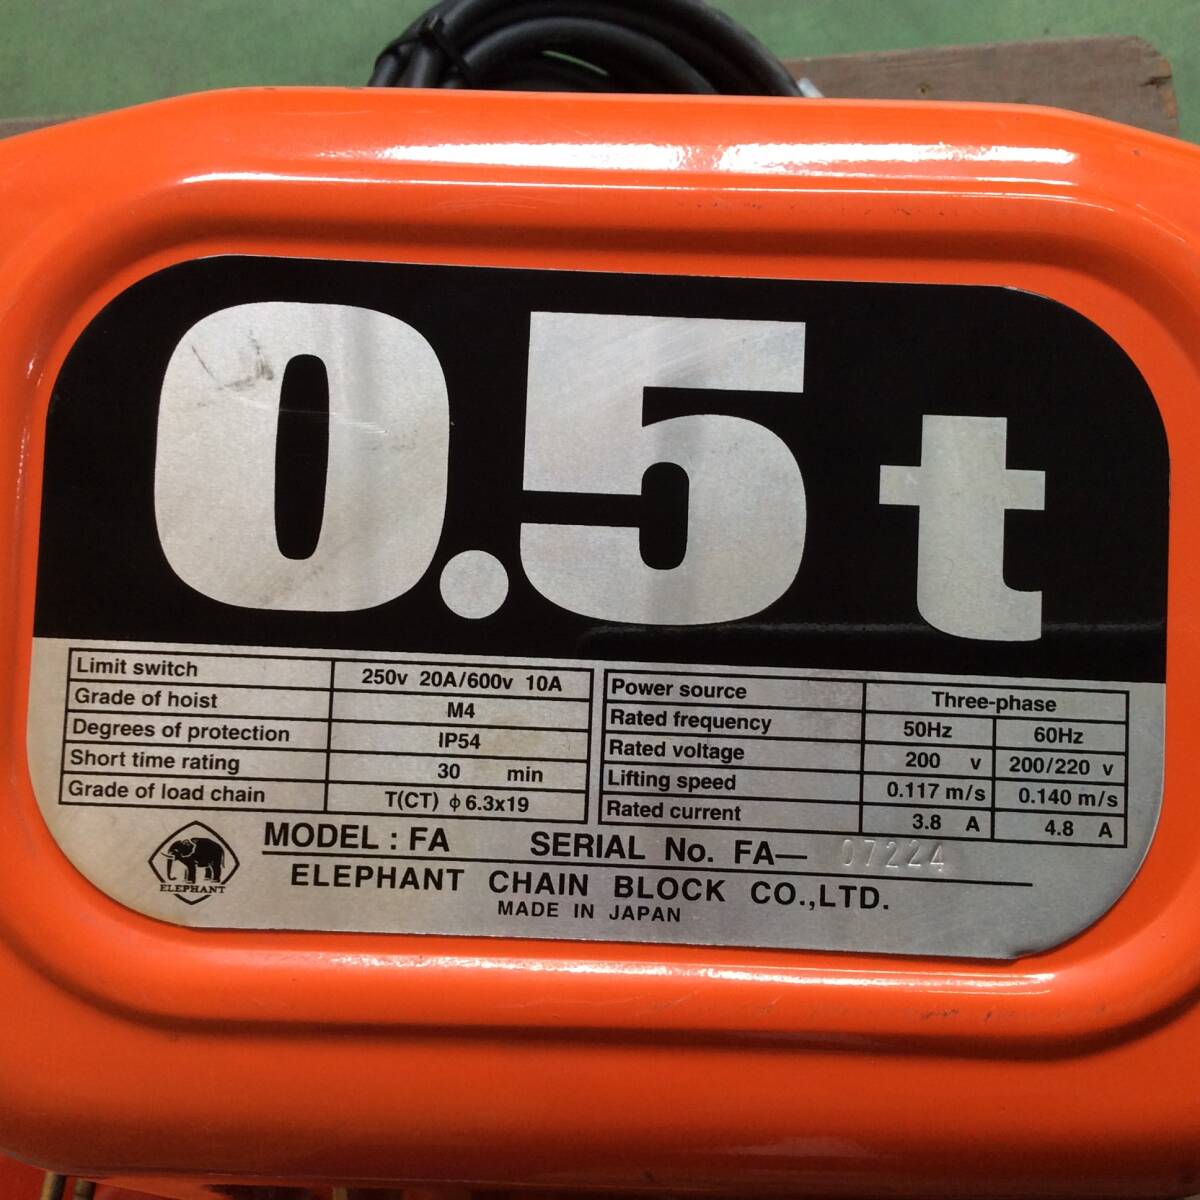 0.5 t
Limit switch 250v 20A/600v 10A
Grade of hoist M4
Degrees of protection IP54
Short time rating 30 min
Grade of load chain T(CT) φ6.3x19
Power source Three-phase
Rated frequency 50Hz 60Hz
Rated voltage 200 v 200/220 v
Lifting speed 0.117 m/s 0.140 m/s
Rated current 3.8 A 4.8 A
ELEPHANT
MODEL : FA SERIAL No. FA— 07224
ELEPHANT CHAIN BLOCK CO.,LTD.
MADE IN JAPAN